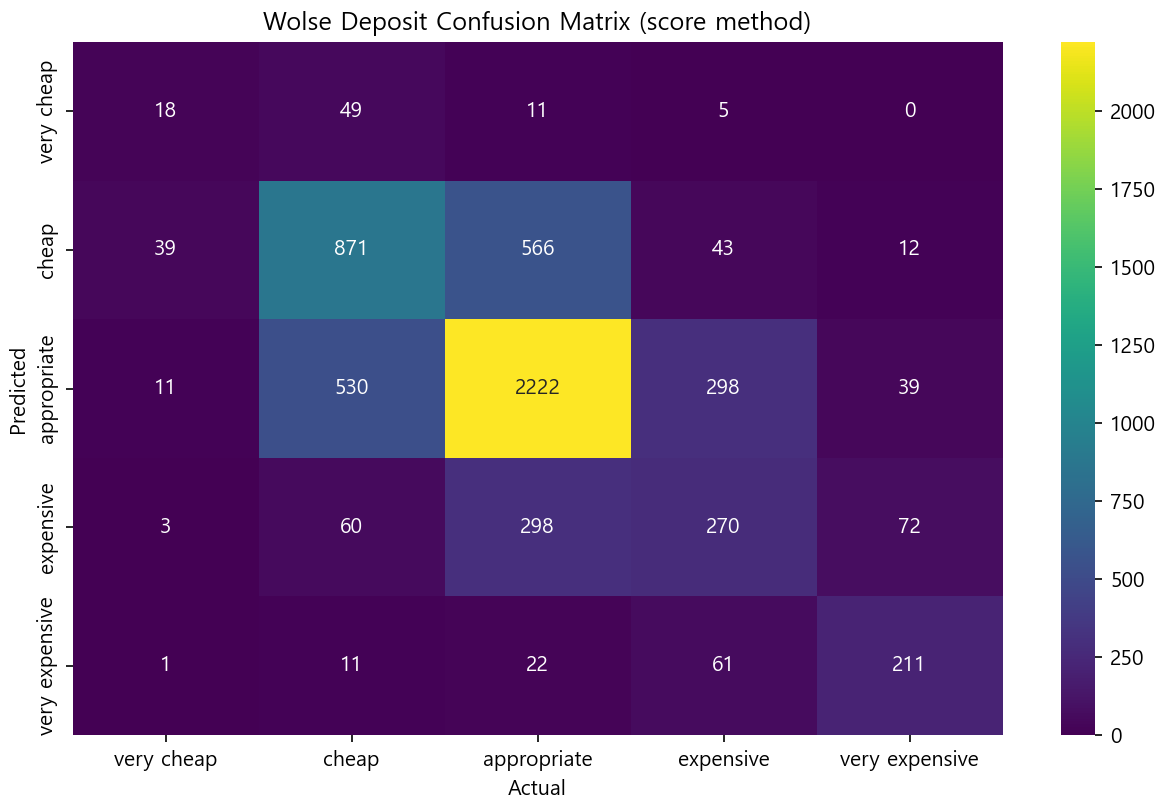 Wolse Deposit Confusion Matrix (score method)
Predicted
very cheap
18 49 11 5 0
cheap
39 871 566 43 12
appropriate
11 530 2222 298 39
expensive
3 60 298 270 72
very expensive
1 11 22 61 211
very cheap cheap appropriate expensive very expensive
Actual
2000
1750
1500
1250
1000
750
500
250
0